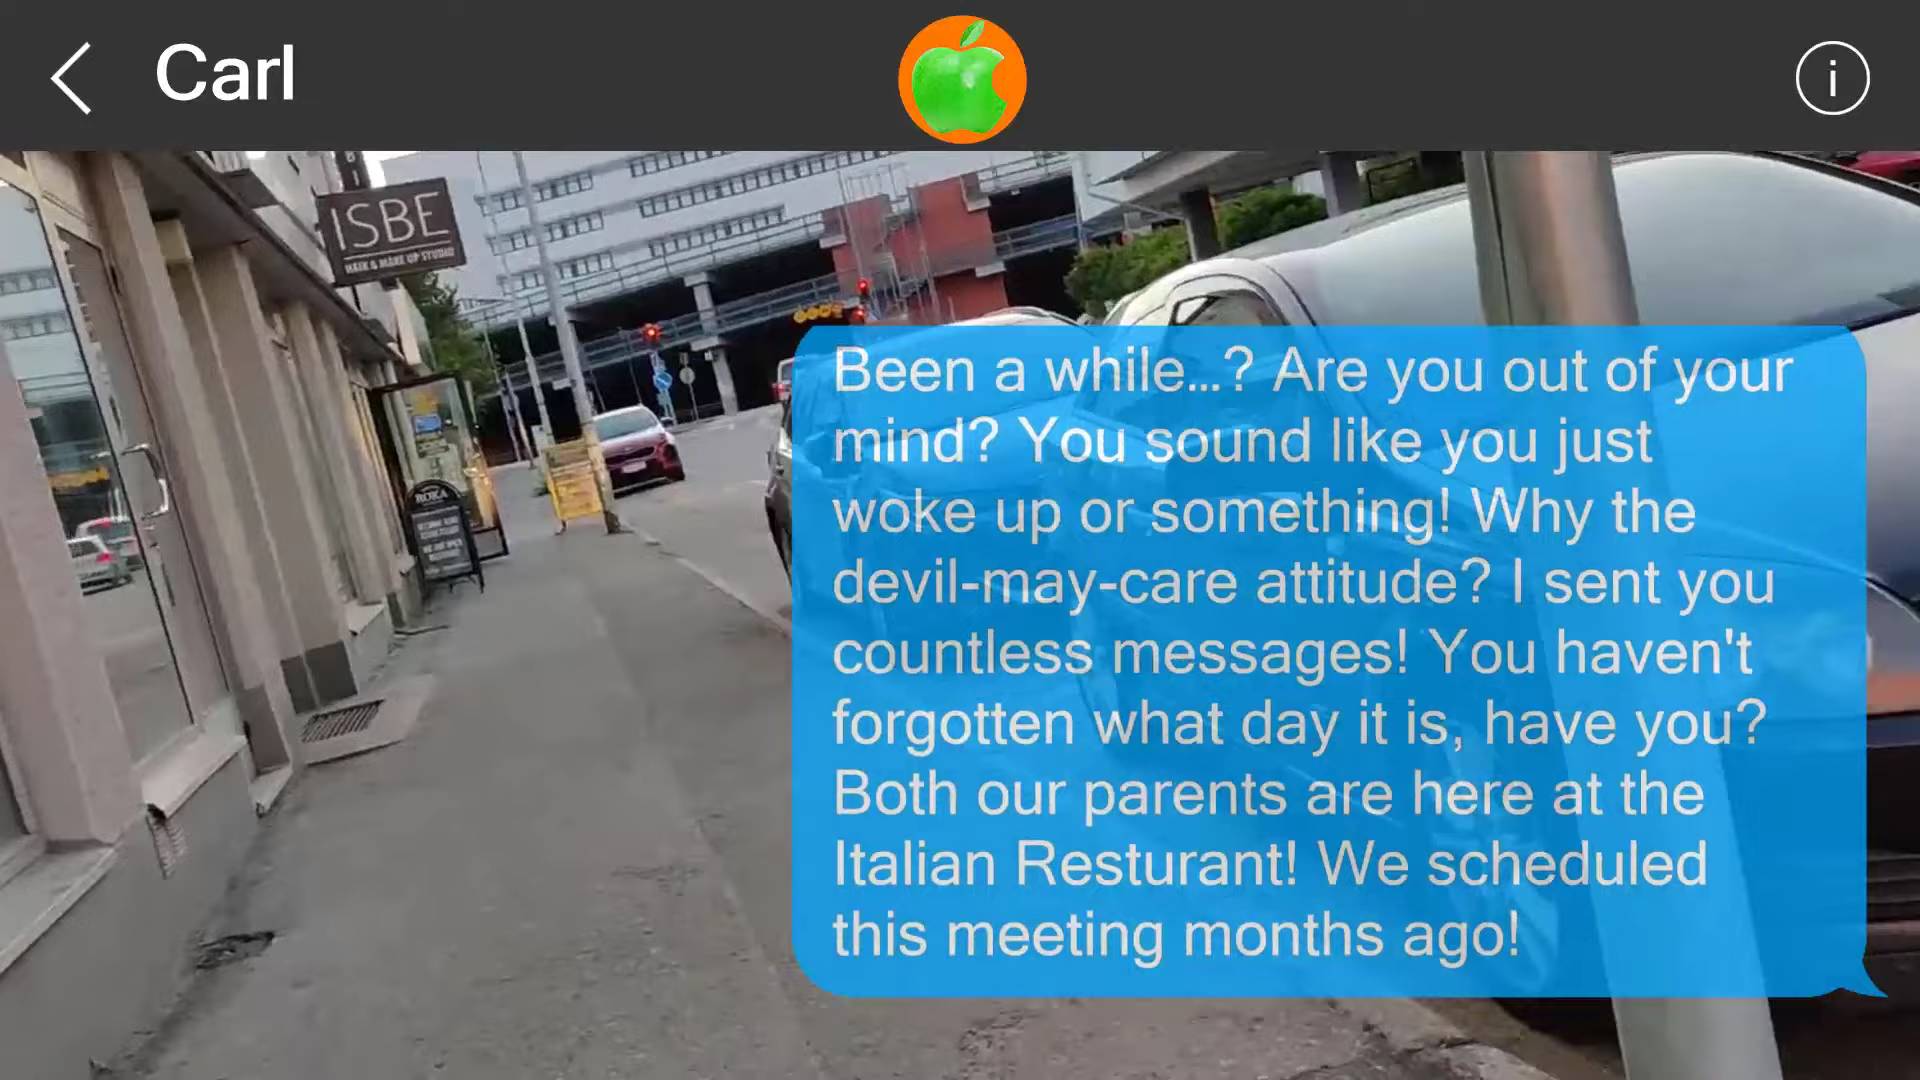 Carl
i
ISBE
HAIR & MAKE UP STUDIO
ROKA
Been a while...? Are you out of your
mind? You sound like you just
woke up or something! Why the
devil-may-care attitude? I sent you
countless messages! You haven't
forgotten what day it is, have you?
Both our parents are here at the
Italian Resturant! We scheduled
this meeting months ago!